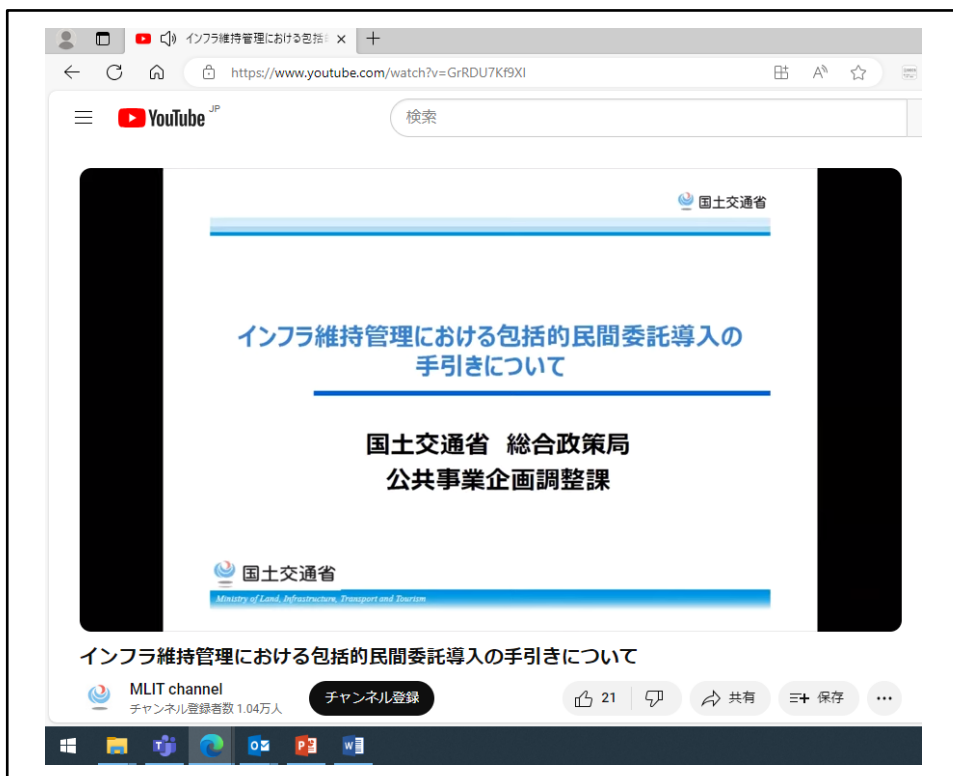 インフラ維持管理における包括
https://www.youtube.com/watch?v=GrRDU7Kf9XI
YouTube JP
検索
国土交通省
インフラ維持管理における包括的民間委託導入の
手引きについて
国土交通省 総合政策局
公共事業企画調整課
国土交通省
Ministry of Land, Infrastructure, Transport and Tourism
インフラ維持管理における包括的民間委託導入の手引きについて
MLIT channel
チャンネル登録者数 1.04万人
チャンネル登録
21
共有
保存